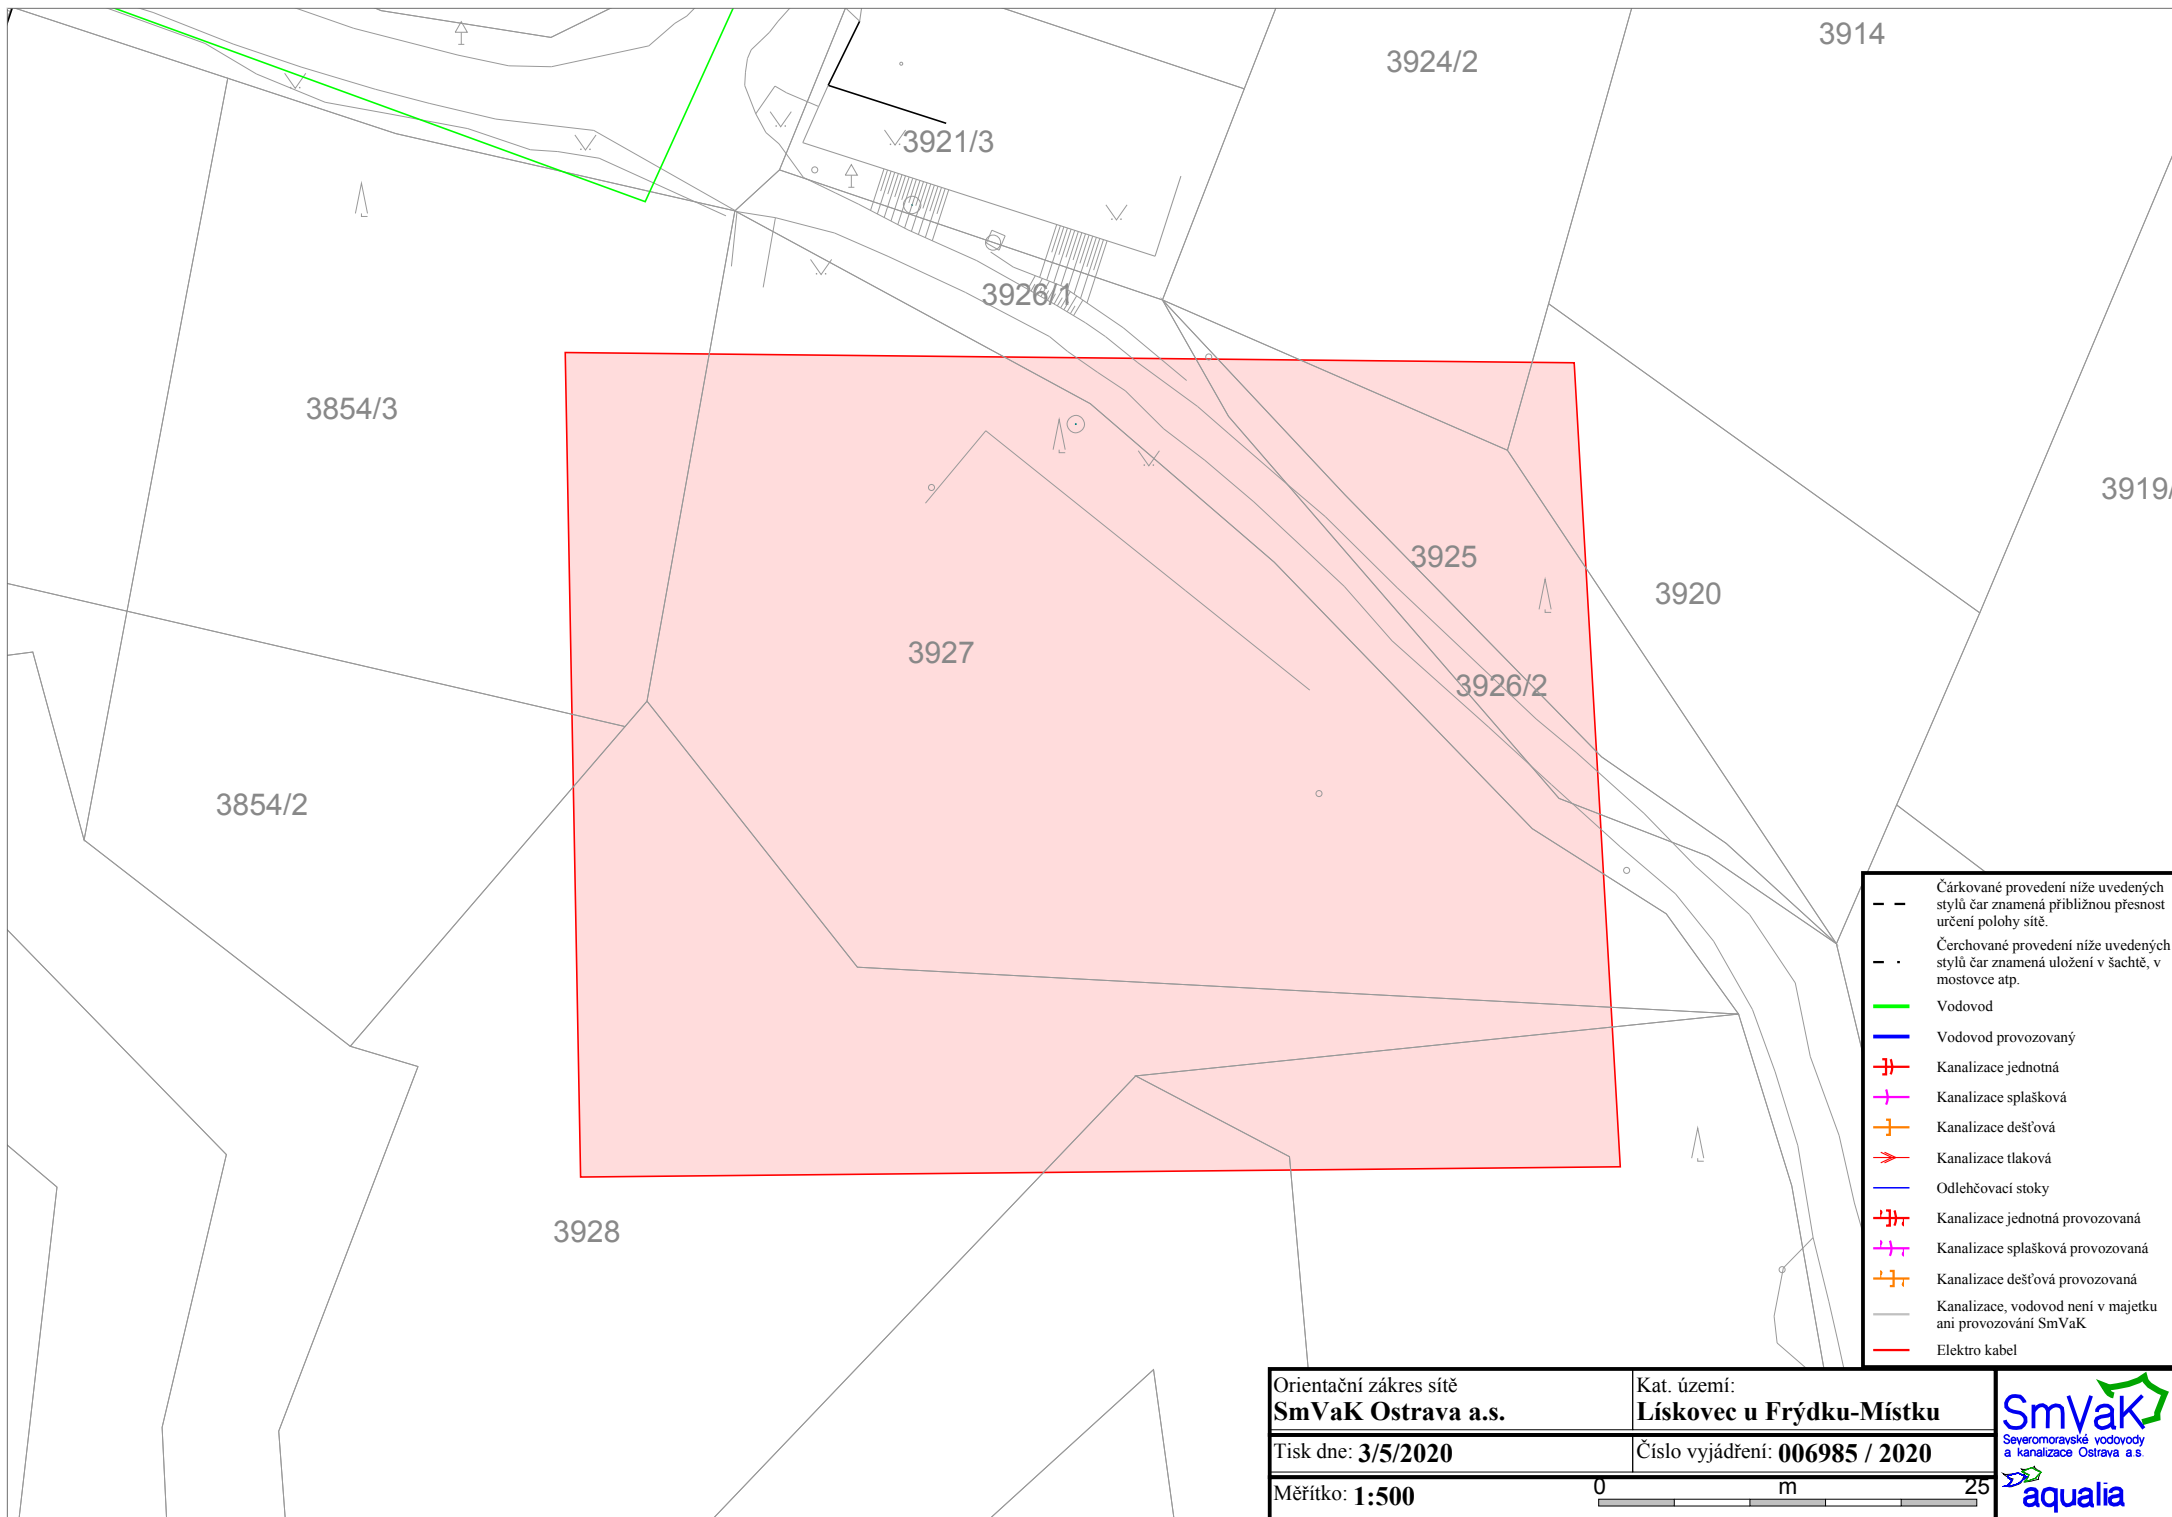 3914
3924/2
3921/3
3926/1
3854/3
3919/
3925
3920
3927
3926/2
3854/2
3928
Čárkované provedení níže uvedených
stylů čar znamená přibližnou přesnost
určení polohy sítě.
Čerchované provedení níže uvedených
stylů čar znamená uložení v šachtě, v
mostovce atp.
Vodovod
Vodovod provozovaný
Kanalizace jednotná
Kanalizace splašková
Kanalizace dešťová
Kanalizace tlaková
Odlehčovací stoky
Kanalizace jednotná provozovaná
Kanalizace splašková provozovaná
Kanalizace dešťová provozovaná
Kanalizace, vodovod není v majetku
ani provozování SmVaK
Elektro kabel
Orientační zákres sítě
SmVaK Ostrava a.s.
Kat. území:
Lískovec u Frýdku-Místku
Tisk dne: 3/5/2020
Číslo vyjádření: 006985 / 2020
Měřítko: 1:500
0 m 25
SmVaK
Severomoravské vodovody
a kanalizace Ostrava a.s.
aqualia